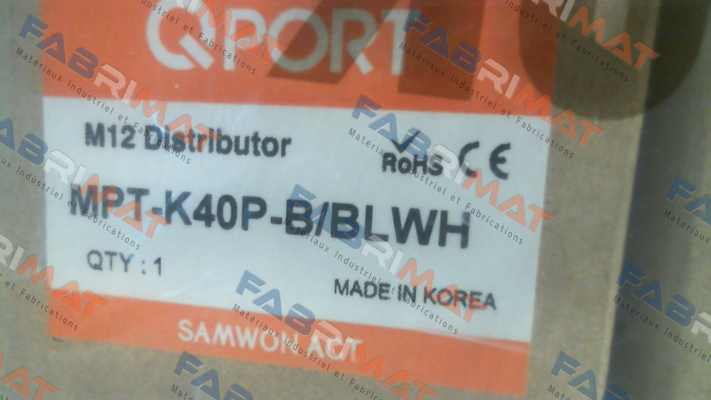 QPORT
M12 Distributor
RoHS CE
MPT-K40P-B/BLWH
QTY : 1
MADE IN KOREA
SAMWON ACT
FABRIMAT
Matériaux Industriel et Fabrications